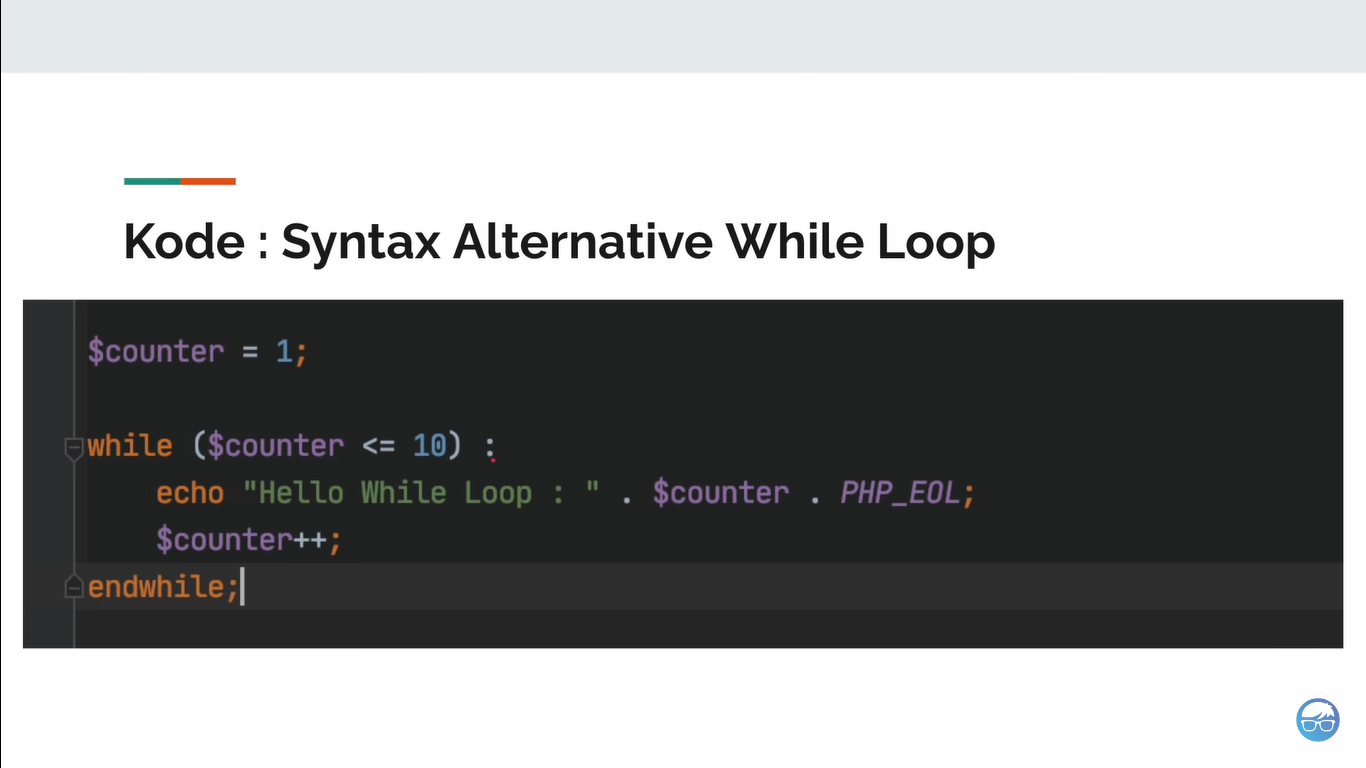 Kode : Syntax Alternative While Loop
$counter = 1;
while ($counter <= 10) :
echo "Hello While Loop : " . $counter . PHP_EOL;
$counter++;
endwhile;